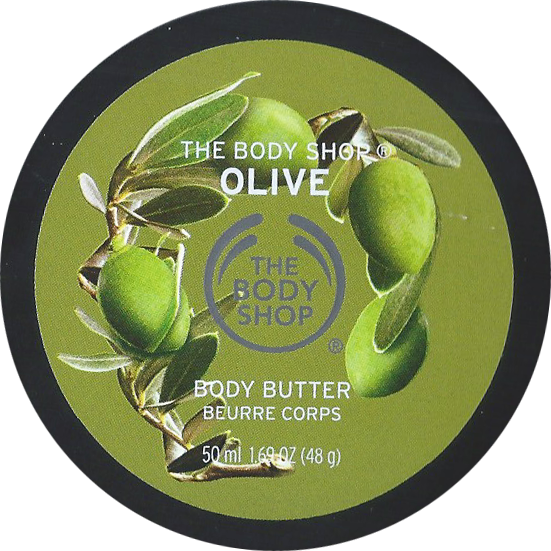 THE BODY SHOP ®
OLIVE
THE
BODY
SHOP
®
BODY BUTTER
BEURRE CORPS
50 ml 1.69 OZ (48 g)